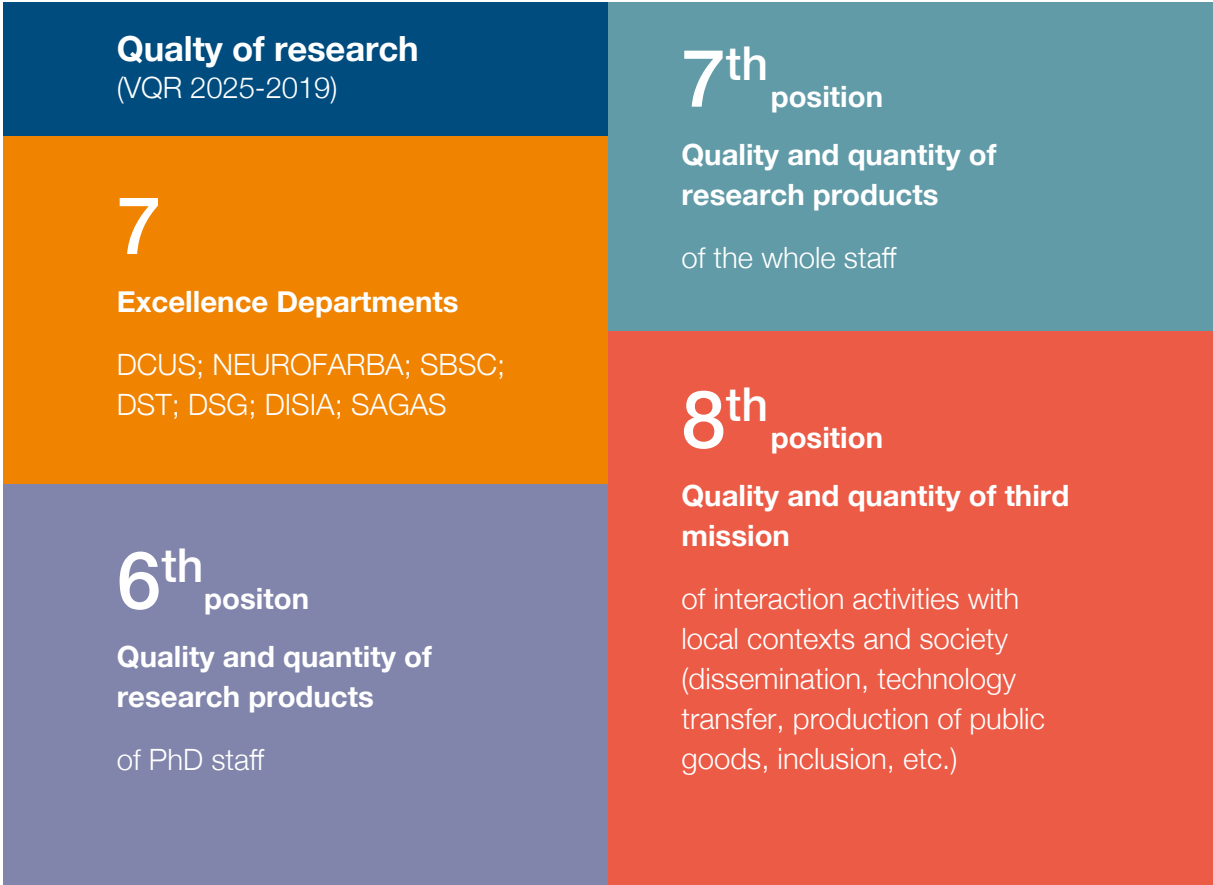 Qualty of research
(VQR 2025-2019)
7
Excellence Departments
DCUS; NEUROFARBA; SBSC;
DST; DSG; DISIA; SAGAS
6th positon
Quality and quantity of
research products
of PhD staff
7th position
Quality and quantity of
research products
of the whole staff
8th position
Quality and quantity of third
mission
of interaction activities with
local contexts and society
(dissemination, technology
transfer, production of public
goods, inclusion, etc.)